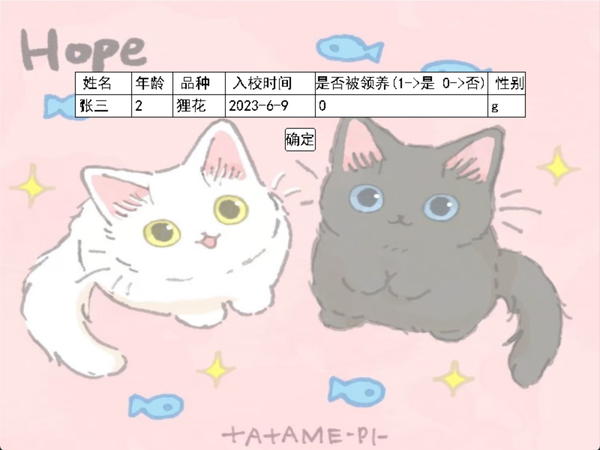 Hope
姓名 年龄 品种 入校时间 是否被领养(1->是 0->否) 性别
张三 2 狸花 2023-6-9 0 g
确定
+A+AME-PI-